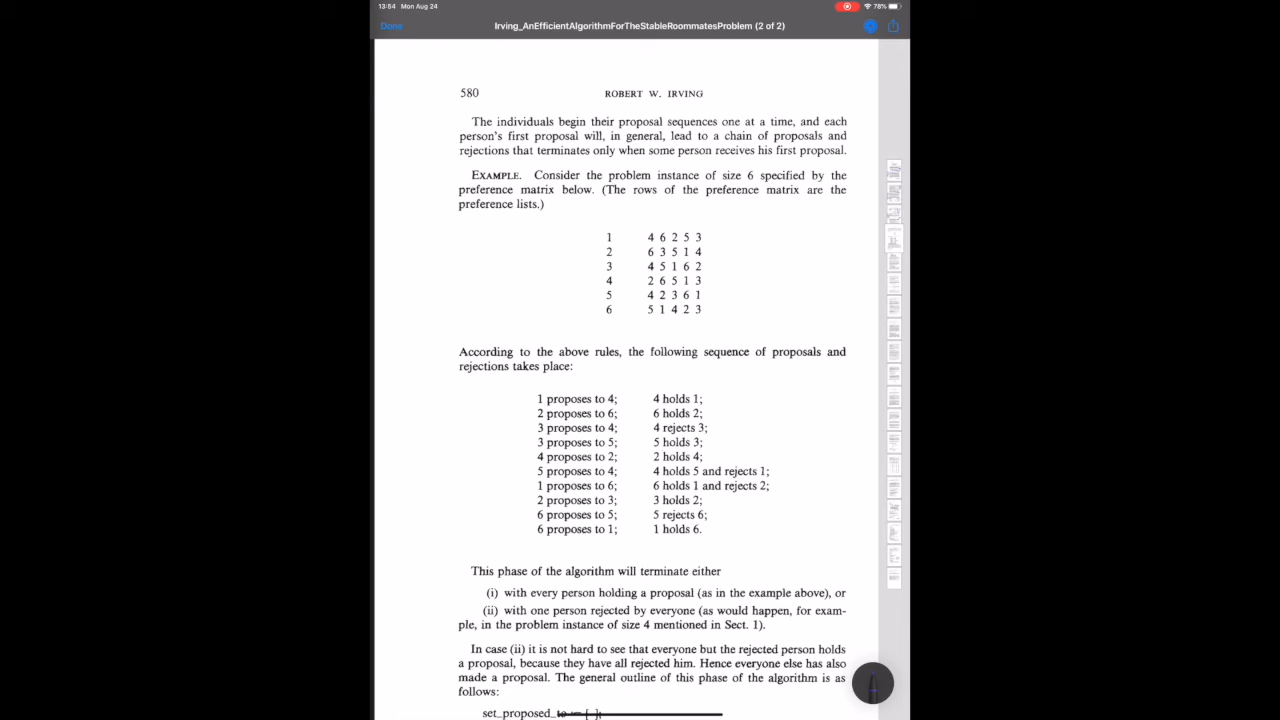 13:54 Mon Aug 24
78%
Done
Irving_AnEfficientAlgorithmForTheStableRoommatesProblem (2 of 2)
580
ROBERT W. IRVING
The individuals begin their proposal sequences one at a time, and each
person's first proposal will, in general, lead to a chain of proposals and
rejections that terminates only when some person receives his first proposal.
EXAMPLE. Consider the problem instance of size 6 specified by the
preference matrix below. (The rows of the preference matrix are the
preference lists.)
1 4 6 2 5 3
2 6 3 5 1 4
3 4 5 1 6 2
4 2 6 5 1 3
5 4 2 3 6 1
6 5 1 4 2 3
According to the above rules, the following sequence of proposals and
rejections takes place:
1 proposes to 4; 4 holds 1;
2 proposes to 6; 6 holds 2;
3 proposes to 4; 4 rejects 3;
3 proposes to 5; 5 holds 3;
4 proposes to 2; 2 holds 4;
5 proposes to 4; 4 holds 5 and rejects 1;
1 proposes to 6; 6 holds 1 and rejects 2;
2 proposes to 3; 3 holds 2;
6 proposes to 5; 5 rejects 6;
6 proposes to 1; 1 holds 6.
This phase of the algorithm will terminate either
(i) with every person holding a proposal (as in the example above), or
(ii) with one person rejected by everyone (as would happen, for exam-
ple, in the problem instance of size 4 mentioned in Sect. 1).
In case (ii) it is not hard to see that everyone but the rejected person holds
a proposal, because they have all rejected him. Hence everyone else has also
made a proposal. The general outline of this phase of the algorithm is as
follows:
set_proposed_to := [ ];